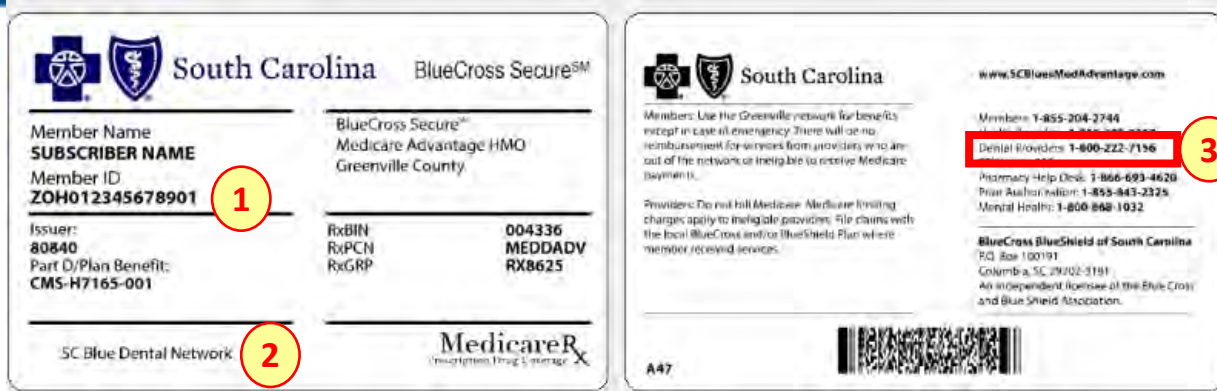 South Carolina
BlueCross Secure℠
Member Name
SUBSCRIBER NAME
Member ID
ZOH012345678901
1
BlueCross Secure℠
Medicare Advantage HMO
Greenville County
Issuer:
80840
Part D/Plan Benefit:
CMS-H7165-001
RxBIN 004336
RxPCN MEDDADV
RxGRP RX8625
SC Blue Dental Network
2
MedicareRx
Prescription Drug Coverage
South Carolina
www.SCBluesMedAdvantage.com
Members: Use the Greenville network for benefits
except in case of emergency. There will be no
reimbursement for services from providers who are
out of the network or ineligible to receive Medicare
payments.
Providers: Do not bill Medicare. Medicare limiting
charges apply to ineligible providers. File claims with
the local BlueCross and/or BlueShield Plan where
member received services.
Members: 1-855-204-2744
Dental Providers: 1-800-222-7156
3
Pharmacy Help Desk: 1-866-693-4620
Prior Authorization: 1-855-843-2325
Mental Health: 1-800-868-1032
BlueCross BlueShield of South Carolina
P.O. Box 100191
Columbia, SC 29202-3191
An independent licensee of the Blue Cross
and Blue Shield Association.
A47